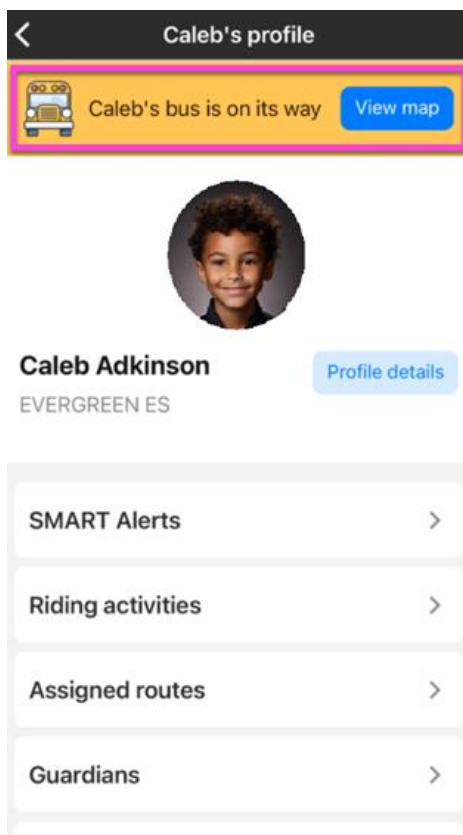 Caleb's profile
Caleb's bus is on its way
View map
Caleb Adkinson
Profile details
EVERGREEN ES
SMART Alerts
Riding activities
Assigned routes
Guardians